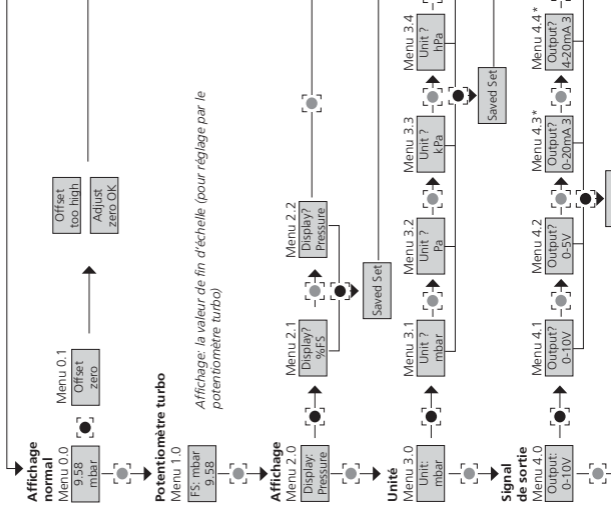 Affichage
normal
Menu 0.0
9.58
mbar
Menu 0.1
Offset
zero
Offset
too high
Adjust
zero OK
Potentiomètre turbo
Menu 1.0
FS: mbar
9.58
Affichage: la valeur de fin d'échelle (pour réglage par le
potentiomètre turbo)
Affichage
Menu 2.0
Display:
Pressure
Menu 2.1
Display?
%FS
Menu 2.2
Display?
Pressure
Saved Set
Unité
Menu 3.0
Unit:
mbar
Menu 3.1
Unit ?
mbar
Menu 3.2
Unit ?
Pa
Menu 3.3
Unit ?
kPa
Menu 3.4
Unit ?
hPa
Saved Set
Signal
de sortie
Menu 4.0
Output:
0-10V
Menu 4.1
Output?
0-10V
Menu 4.2
Output?
0-5V
Menu 4.3*
Output?
0-20mA 3
Menu 4.4*
Output?
4-20mA 3